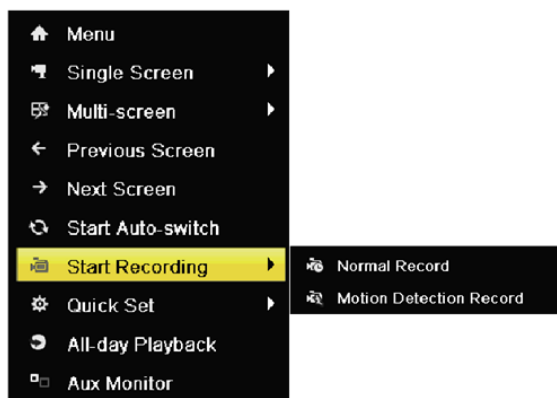 Menu
Single Screen
Multi-screen
Previous Screen
Next Screen
Start Auto-switch
Start Recording
Normal Record
Motion Detection Record
Quick Set
All-day Playback
Aux Monitor